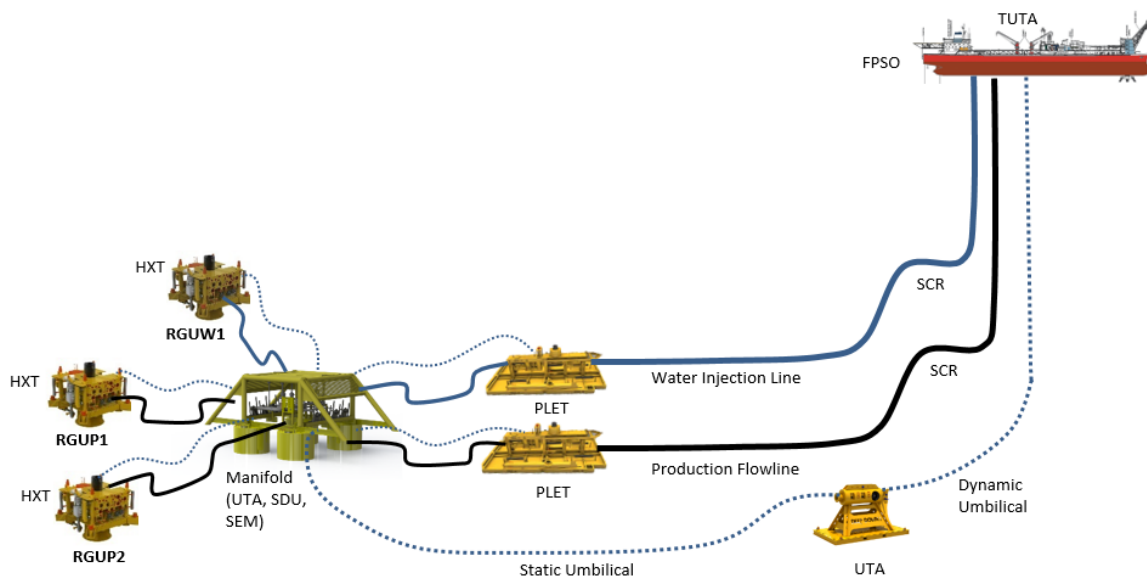 TUTA
FPSO
HXT
RGUW1
SCR
HXT
RGUP1
PLET
Water Injection Line
SCR
HXT
RGUP2
Manifold
(UTA, SDU,
SEM)
PLET
Production Flowline
Dynamic
Umbilical
Static Umbilical
UTA